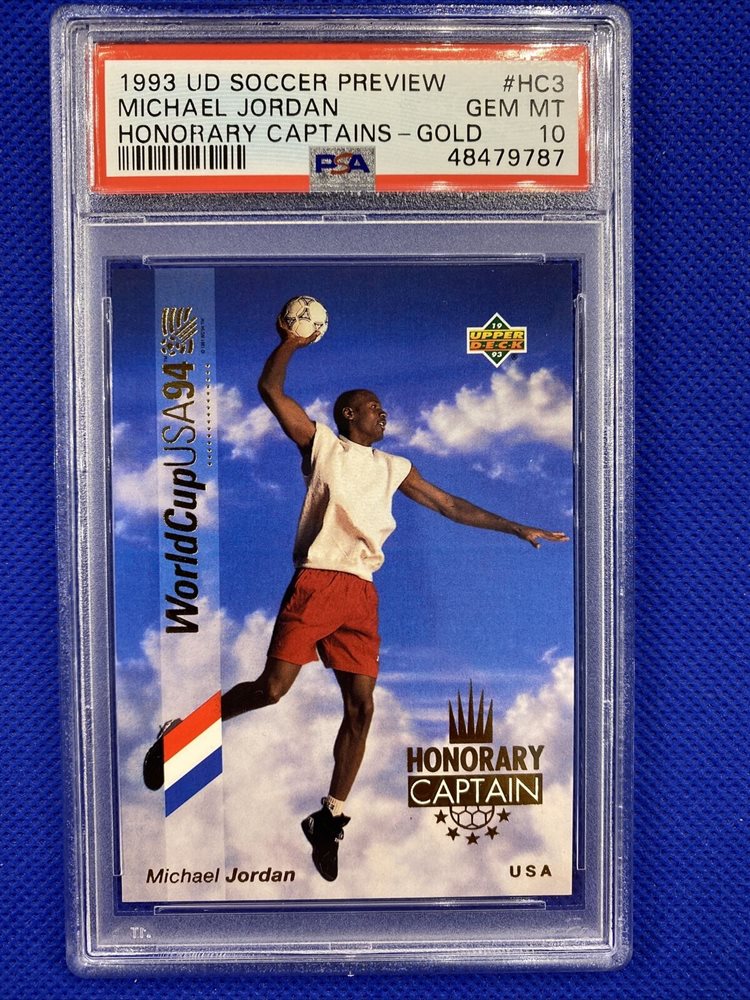 1993 UD SOCCER PREVIEW #HC3
MICHAEL JORDAN GEM MT
HONORARY CAPTAINS - GOLD 10
PSA 48479787
WorldCupUSA94
19
UPPER
D·E·C·K
93
HONORARY
CAPTAIN
Michael Jordan
USA